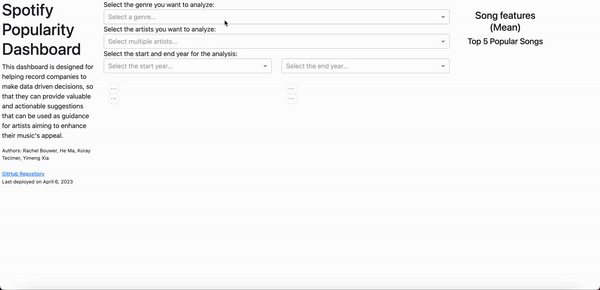 Spotify
Popularity
Dashboard
This dashboard is designed for
helping record companies to
make data driven decisions, so
that they can provide valuable
and actionable suggestions
that can be used as guidance
for artists aiming to enhance
their music's appeal.
Authors: Rachel Bouwer, He Ma, Koray
Tecimer, Yimeng Xia
GitHub Repository
Last deployed on April 6, 2023
Select the genre you want to analyze:
Select a genre...
Select the artists you want to analyze:
Select multiple artists...
Select the start and end year for the analysis:
Select the start year...
Select the end year...
Song features
(Mean)
Top 5 Popular Songs